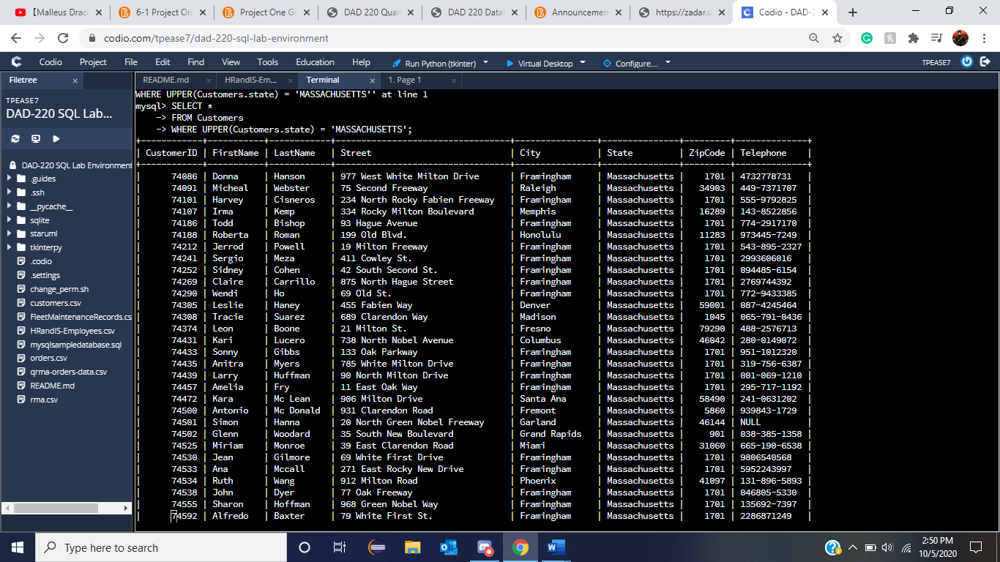 【Malleus Draco
6-1 Project On
Project One Gu
DAD 220 Quan
DAD 220 Datal
Announcemen
https://zadar.u
Codio - DAD-2
codio.com/tpease7/dad-220-sql-lab-environment
Codio Project File Edit Find View Tools Education Help Run Python (tkinter) Virtual Desktop Configure.... TPEASE7
Filetree
README.md HRandIS-Em... Terminal 1. Page 1
TPEASE7
DAD-220 SQL Lab...
DAD-220 SQL Lab Environment
.guides
.ssh
__pycache__
sqlite
staruml
tkinterpy
.codio
.settings
change_perm.sh
customers.csv
FleetMaintenanceRecords.cs
HRandIS-Employees.csv
mysqlsampledatabase.sql
orders.csv
qrma-orders-data.csv
README.md
rma.csv
WHERE UPPER(Customers.state) = 'MASSACHUSETTS'' at line 1
mysql> SELECT *
-> FROM Customers
-> WHERE UPPER(Customers.state) = 'MASSACHUSETTS';
| CustomerID | FirstName | LastName | Street | City | State | ZipCode | Telephone |
| 74086 | Donna | Hanson | 977 West White Milton Drive | Framingham | Massachusetts | 1701 | 4732778731 |
| 74091 | Micheal | Webster | 75 Second Freeway | Raleigh | Massachusetts | 34903 | 449-7371707 |
| 74101 | Harvey | Cisneros | 234 North Rocky Fabien Freeway | Framingham | Massachusetts | 1701 | 555-9792825 |
| 74107 | Irma | Kemp | 334 Rocky Milton Boulevard | Memphis | Massachusetts | 16289 | 143-8522856 |
| 74186 | Todd | Bishop | 93 Hague Avenue | Framingham | Massachusetts | 1701 | 774-2917170 |
| 74188 | Roberta | Roman | 199 Old Blvd. | Honolulu | Massachusetts | 11283 | 973445-7249 |
| 74212 | Jerrod | Powell | 19 Milton Freeway | Framingham | Massachusetts | 1701 | 543-895-2327 |
| 74241 | Sergio | Meza | 411 Cowley St. | Framingham | Massachusetts | 1701 | 2993606016 |
| 74252 | Sidney | Cohen | 42 South Second St. | Framingham | Massachusetts | 1701 | 094485-6154 |
| 74269 | Claire | Carrillo | 875 North Hague Street | Framingham | Massachusetts | 1701 | 2769744392 |
| 74290 | Wendi | Ho | 69 Old St. | Framingham | Massachusetts | 1701 | 772-9433385 |
| 74305 | Leslie | Haney | 455 Fabien Way | Denver | Massachusetts | 59001 | 087-4245464 |
| 74308 | Tracie | Suarez | 689 Clarendon Way | Madison | Massachusetts | 1045 | 065-791-0436 |
| 74374 | Leon | Boone | 21 Milton St. | Fresno | Massachusetts | 79290 | 488-2576713 |
| 74431 | Kari | Lucero | 738 North Nobel Avenue | Columbus | Massachusetts | 46042 | 280-0149072 |
| 74433 | Sonny | Gibbs | 133 Oak Parkway | Framingham | Massachusetts | 1701 | 951-1012320 |
| 74435 | Anitra | Myers | 785 White Milton Drive | Framingham | Massachusetts | 1701 | 319-756-6387 |
| 74439 | Larry | Huffman | 90 North Milton Drive | Framingham | Massachusetts | 1701 | 001-069-1210 |
| 74457 | Amelia | Fry | 11 East Oak Way | Framingham | Massachusetts | 1701 | 295-717-1192 |
| 74472 | Kara | Mc Lean | 906 Milton Drive | Santa Ana | Massachusetts | 58490 | 241-0631202 |
| 74500 | Antonio | Mc Donald | 931 Clarendon Road | Fremont | Massachusetts | 5860 | 939843-1729 |
| 74501 | Simon | Hanna | 20 North Green Nobel Freeway | Garland | Massachusetts | 46144 | NULL |
| 74502 | Glenn | Woodard | 35 South New Boulevard | Grand Rapids | Massachusetts | 901 | 038-385-1358 |
| 74525 | Miriam | Monroe | 39 East Clarendon Road | Miami | Massachusetts | 31060 | 665-190-6538 |
| 74530 | Jean | Gilmore | 69 White First Drive | Framingham | Massachusetts | 1701 | 9806540568 |
| 74533 | Ana | Mccall | 271 East Rocky New Drive | Framingham | Massachusetts | 1701 | 5952243997 |
| 74534 | Ruth | Wang | 912 Milton Road | Phoenix | Massachusetts | 41097 | 131-896-5893 |
| 74538 | John | Dyer | 77 Oak Freeway | Framingham | Massachusetts | 1701 | 046805-5330 |
| 74555 | Sharon | Hoffman | 968 Green Nobel Way | Framingham | Massachusetts | 1701 | 135692-7397 |
| 74592 | Alfredo | Baxter | 79 White First St. | Framingham | Massachusetts | 1701 | 2286871249 |
Type here to search
2:50 PM
10/5/2020